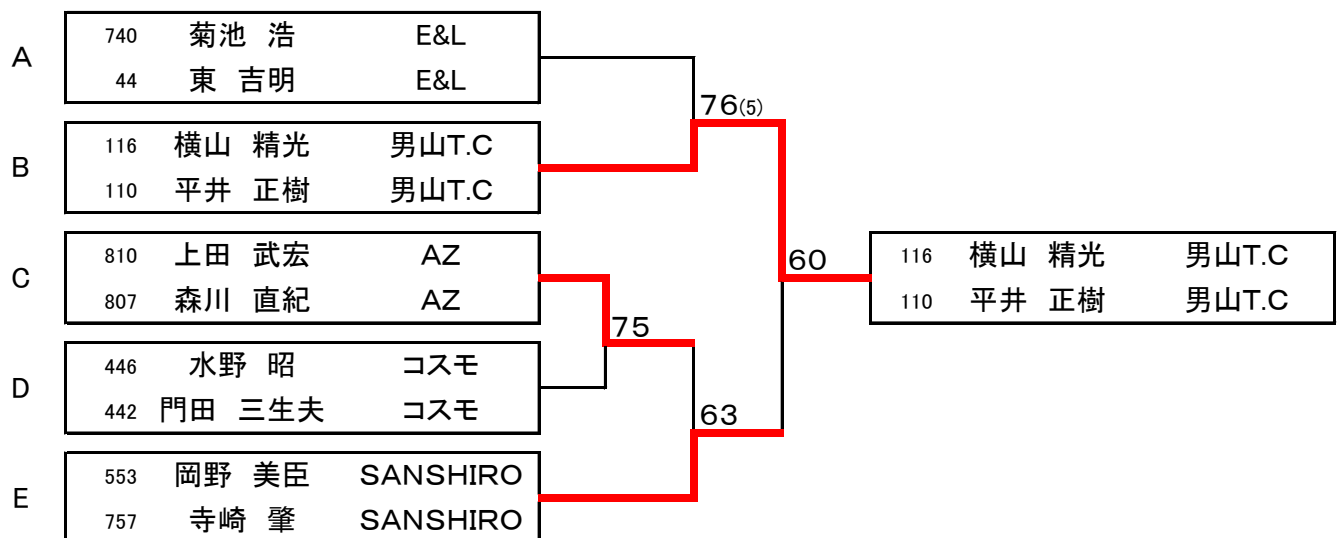 A
740 菊池 浩 E&L
44 東 吉明 E&L
76(5)
B
116 横山 精光 男山T.C
110 平井 正樹 男山T.C
C
810 上田 武宏 AZ
807 森川 直紀 AZ
60
116 横山 精光 男山T.C
110 平井 正樹 男山T.C
75
D
446 水野 昭 コスモ
442 門田 三生夫 コスモ
63
E
553 岡野 美臣 SANSHIRO
757 寺崎 肇 SANSHIRO